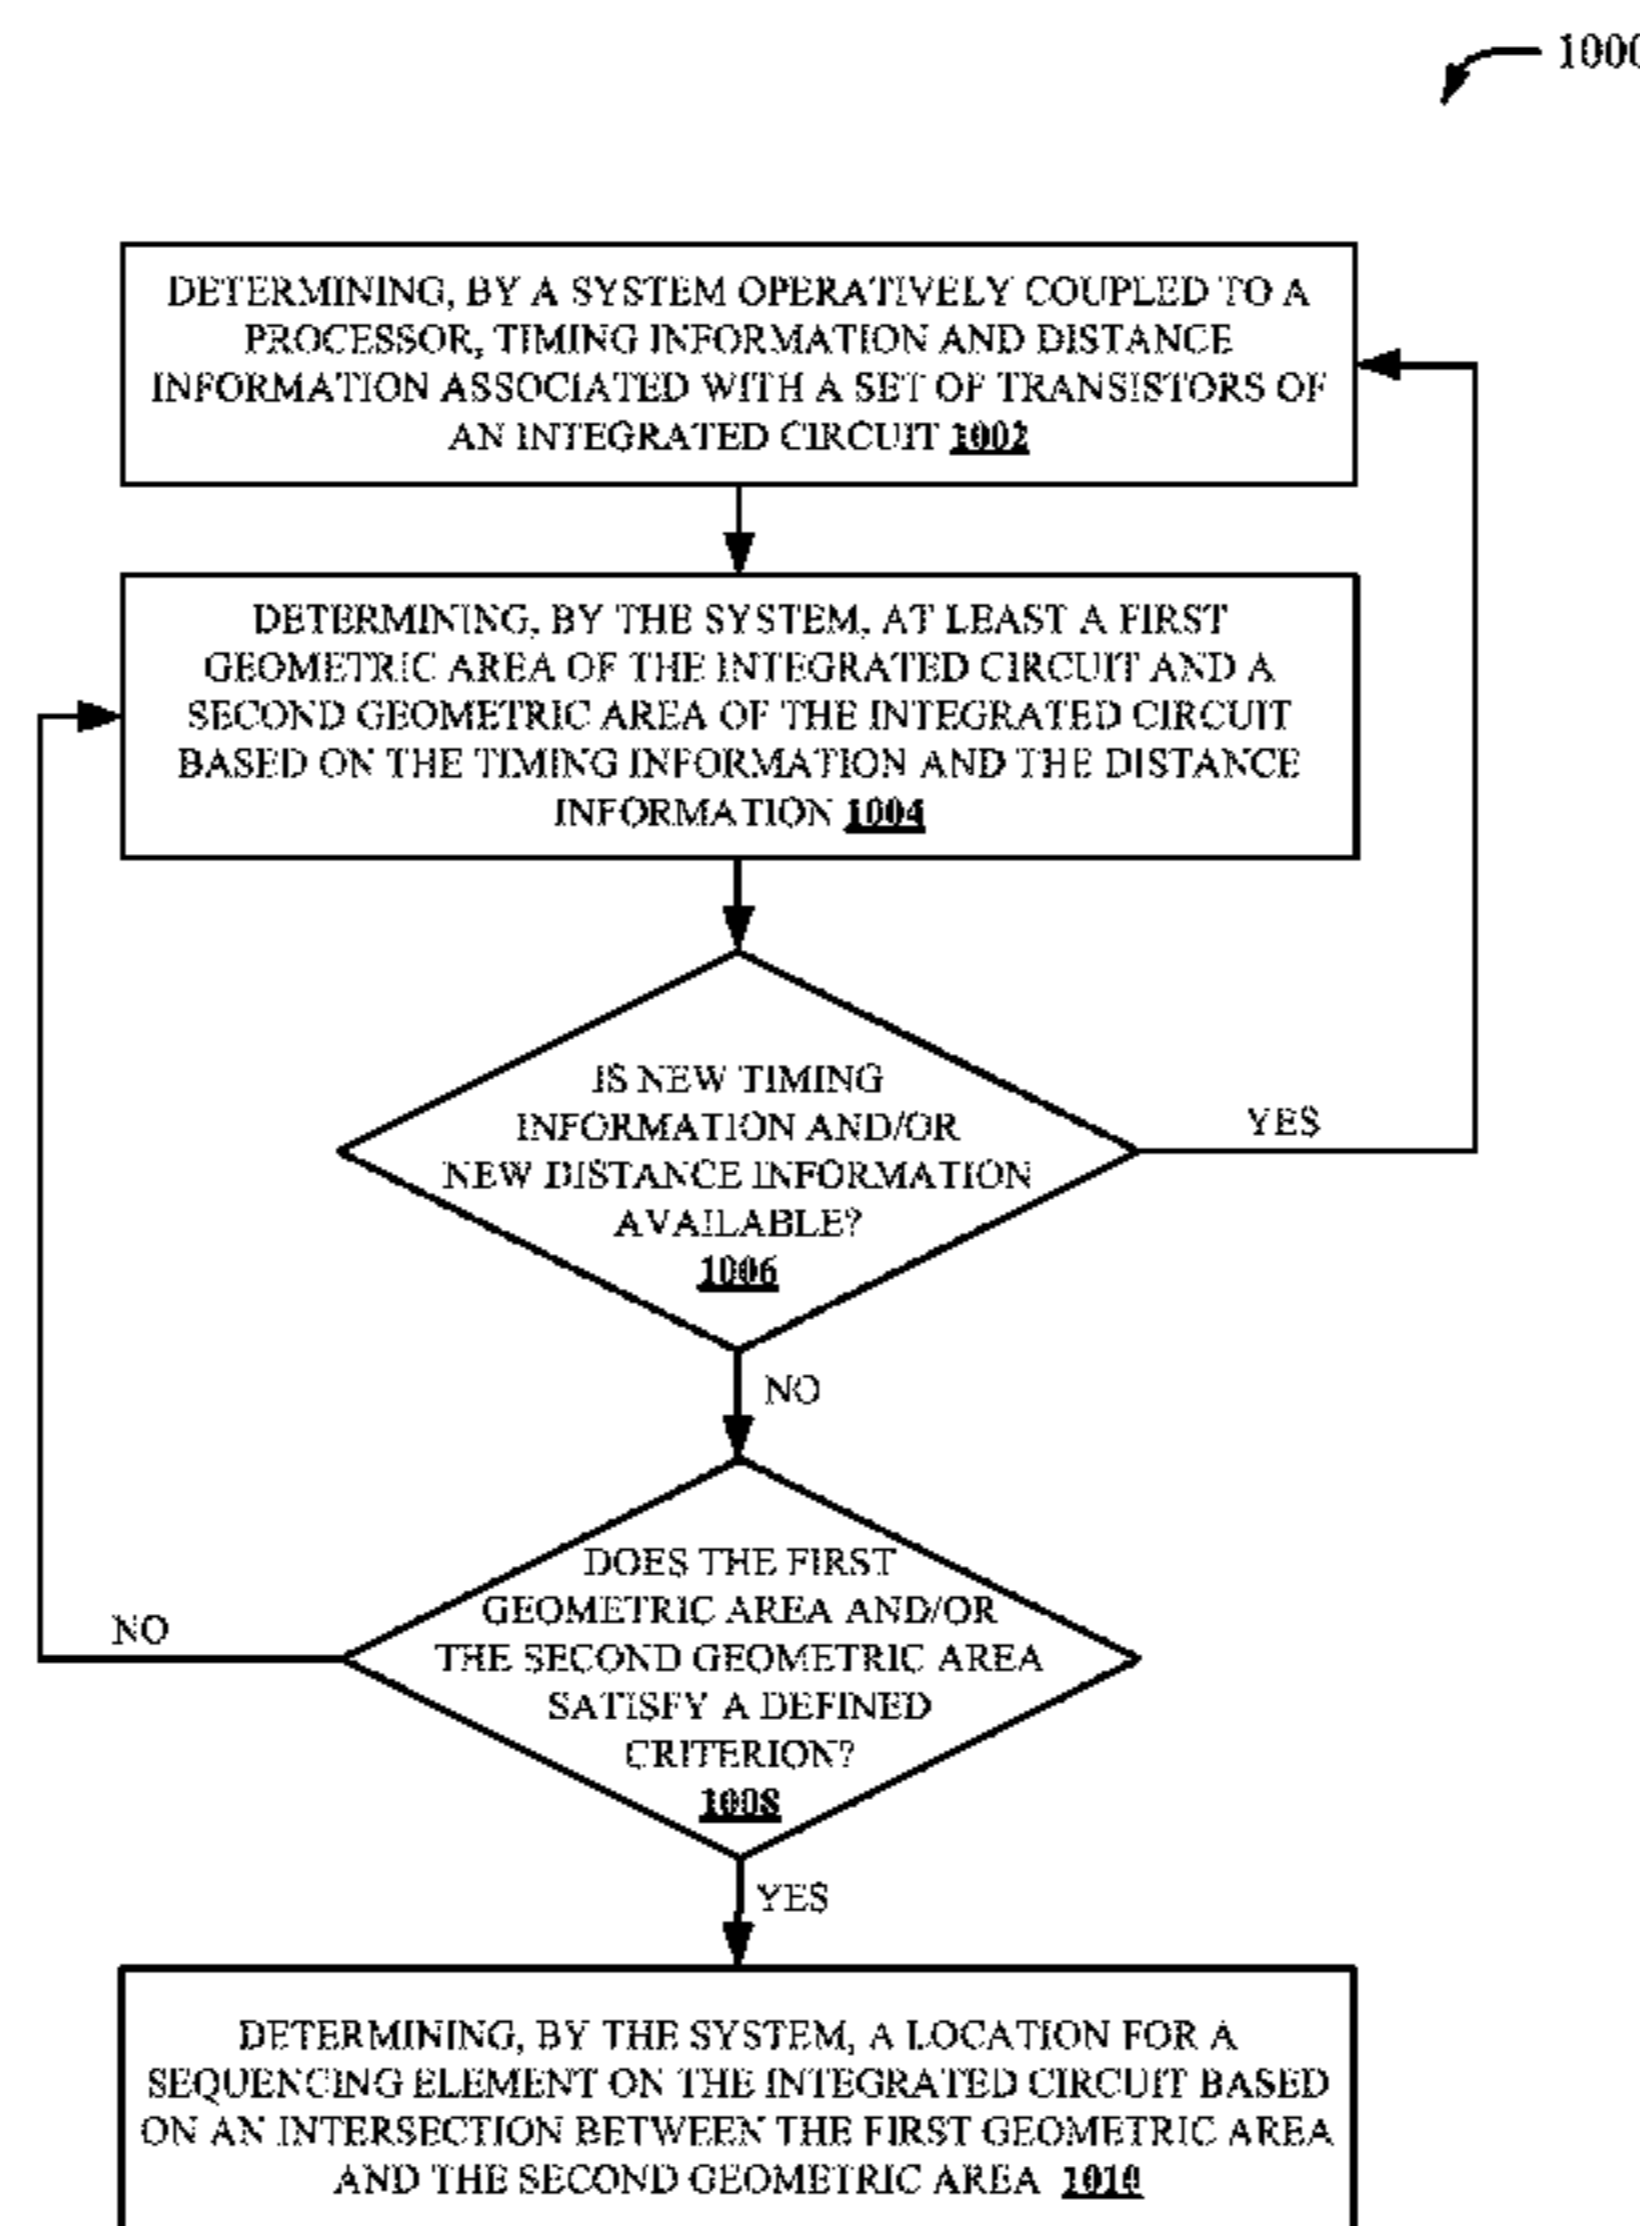 1000
DETERMINING, BY A SYSTEM OPERATIVELY COUPLED TO A
PROCESSOR, TIMING INFORMATION AND DISTANCE
INFORMATION ASSOCIATED WITH A SET OF TRANSISTORS OF
AN INTEGRATED CIRCUIT 1002
DETERMINING, BY THE SYSTEM, AT LEAST A FIRST
GEOMETRIC AREA OF THE INTEGRATED CIRCUIT AND A
SECOND GEOMETRIC AREA OF THE INTEGRATED CIRCUIT
BASED ON THE TIMING INFORMATION AND THE DISTANCE
INFORMATION 1004
IS NEW TIMING
INFORMATION AND/OR
NEW DISTANCE INFORMATION
AVAILABLE?
1006
YES
NO
DOES THE FIRST
GEOMETRIC AREA AND/OR
THE SECOND GEOMETRIC AREA
SATISFY A DEFINED
CRITERION?
1008
NO
YES
DETERMINING, BY THE SYSTEM, A LOCATION FOR A
SEQUENCING ELEMENT ON THE INTEGRATED CIRCUIT BASED
ON AN INTERSECTION BETWEEN THE FIRST GEOMETRIC AREA
AND THE SECOND GEOMETRIC AREA 1010